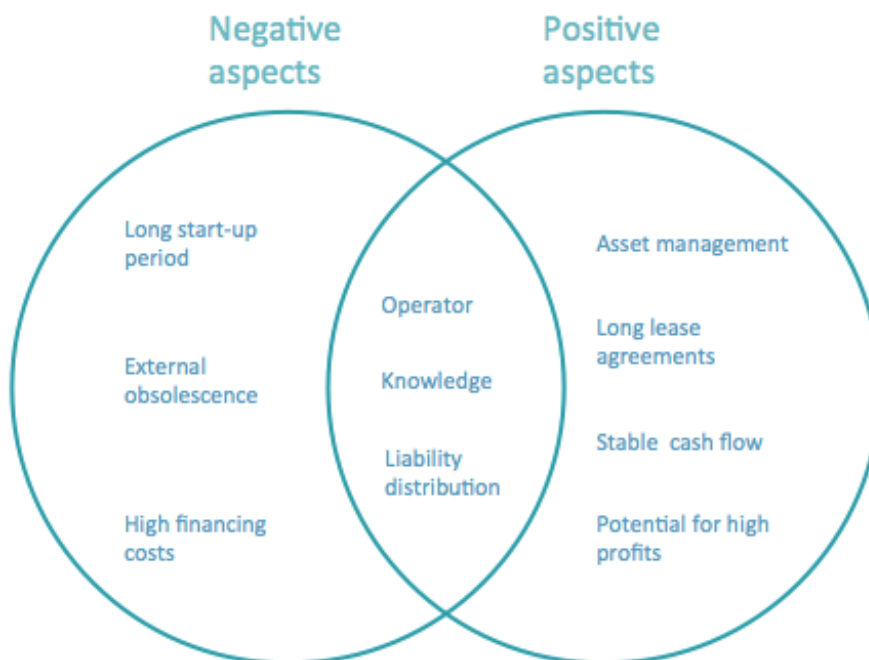 Negative
aspects
Positive
aspects
Long start-up
period
External
obsolescence
High financing
costs
Operator
Knowledge
Liability
distribution
Asset management
Long lease
agreements
Stable cash flow
Potential for high
profits